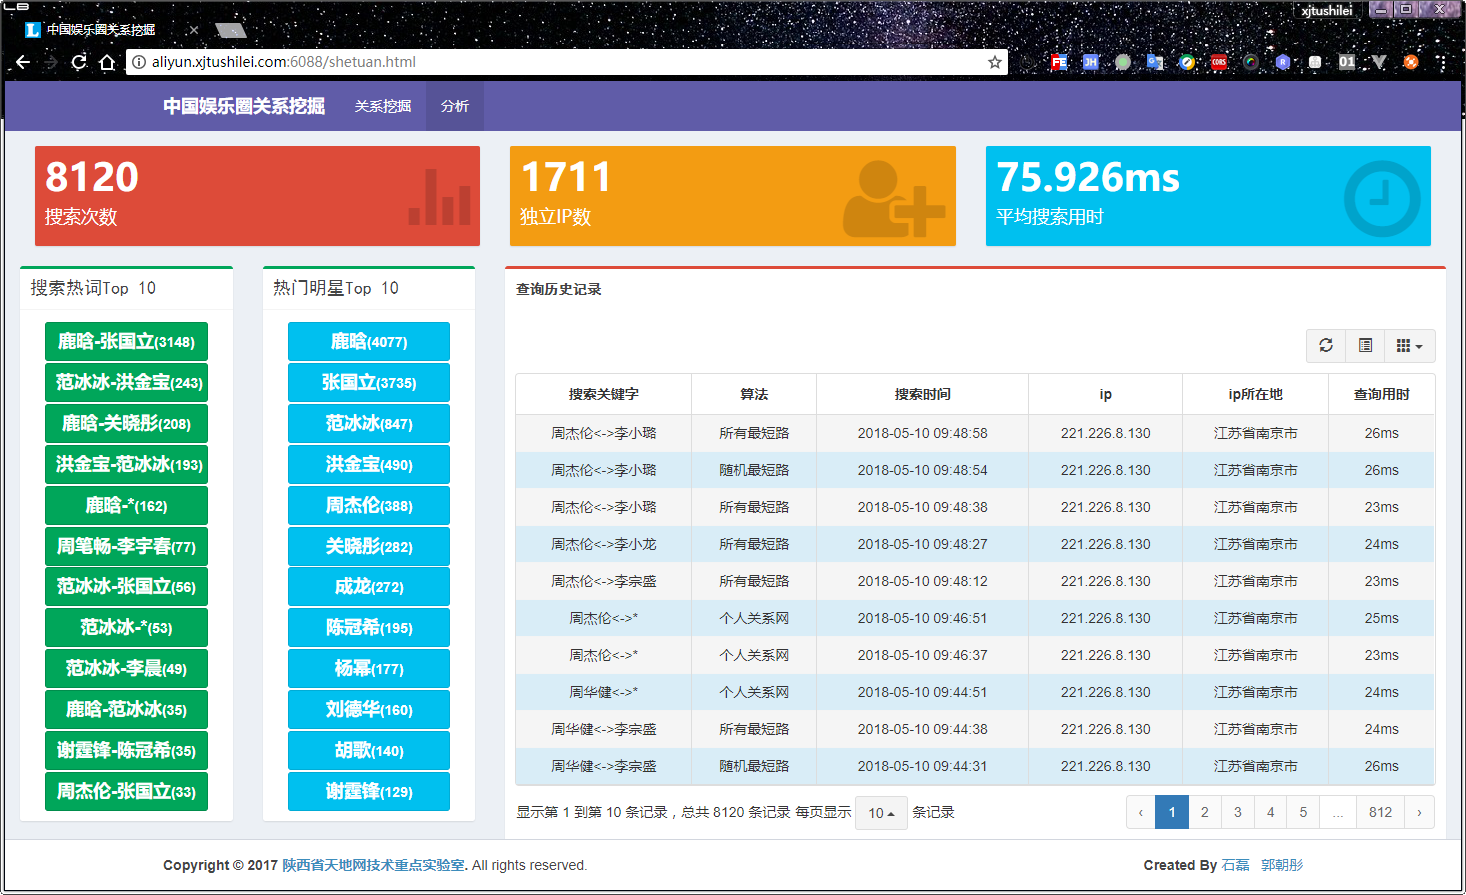 xjtushilei
中国娱乐圈关系挖掘
aliyun.xjtushilei.com:6088/shetuan.html
FE JH CORS R 01
中国娱乐圈关系挖掘 关系挖掘 分析
8120
搜索次数
1711
独立IP数
75.926ms
平均搜索用时
搜索热词Top 10
鹿晗-张国立(3148)
范冰冰-洪金宝(243)
鹿晗-关晓彤(208)
洪金宝-范冰冰(193)
鹿晗-*(162)
周笔畅-李宇春(77)
范冰冰-张国立(56)
范冰冰-*(53)
范冰冰-李晨(49)
鹿晗-范冰冰(35)
谢霆锋-陈冠希(35)
周杰伦-张国立(33)
热门明星Top 10
鹿晗(4077)
张国立(3735)
范冰冰(847)
洪金宝(490)
周杰伦(388)
关晓彤(282)
成龙(272)
陈冠希(195)
杨幂(177)
刘德华(160)
胡歌(140)
谢霆锋(129)
查询历史记录
搜索关键字 算法 搜索时间 ip ip所在地 查询用时
周杰伦<->李小璐 所有最短路 2018-05-10 09:48:58 221.226.8.130 江苏省南京市 26ms
周杰伦<->李小璐 随机最短路 2018-05-10 09:48:54 221.226.8.130 江苏省南京市 26ms
周杰伦<->李小璐 所有最短路 2018-05-10 09:48:38 221.226.8.130 江苏省南京市 23ms
周杰伦<->李小龙 所有最短路 2018-05-10 09:48:27 221.226.8.130 江苏省南京市 24ms
周杰伦<->李宗盛 所有最短路 2018-05-10 09:48:12 221.226.8.130 江苏省南京市 23ms
周杰伦<->* 个人关系网 2018-05-10 09:46:51 221.226.8.130 江苏省南京市 25ms
周杰伦<->* 个人关系网 2018-05-10 09:46:37 221.226.8.130 江苏省南京市 23ms
周华健<->* 个人关系网 2018-05-10 09:44:51 221.226.8.130 江苏省南京市 24ms
周华健<->李宗盛 所有最短路 2018-05-10 09:44:38 221.226.8.130 江苏省南京市 24ms
周华健<->李宗盛 随机最短路 2018-05-10 09:44:31 221.226.8.130 江苏省南京市 26ms
显示第 1 到第 10 条记录，总共 8120 条记录 每页显示 10 条记录 ‹ 1 2 3 4 5 ... 812 ›
Copyright © 2017 陕西省天地网技术重点实验室. All rights reserved. Created By 石磊 郭朝彤